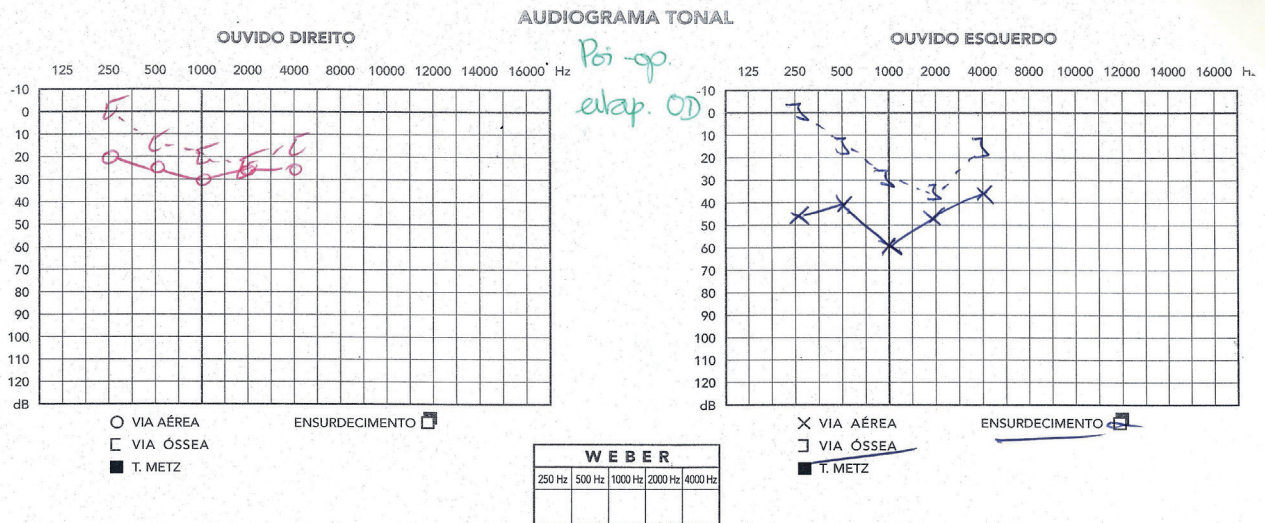 AUDIOGRAMA TONAL
OUVIDO DIREITO
125 250 500 1000 2000 4000 8000 10000 12000 14000 16000 Hz
-10
0
10
20
30
40
50
60
70
80
90
100
110
120
dB
VIA AÉREA
ENSURDECIMENTO
VIA ÓSSEA
T. METZ
OD
OUVIDO ESQUERDO
125 250 500 1000 2000 4000 8000 10000 12000 14000 16000 H
-10
0
10
20
30
40
50
60
70
80
90
100
110
120
dB
VIA AÉREA
ENSURDECIMENTO
VIA ÓSSEA
T. METZ
WEBER
250 Hz 500 Hz 1000 Hz 2000 Hz 4000 Hz